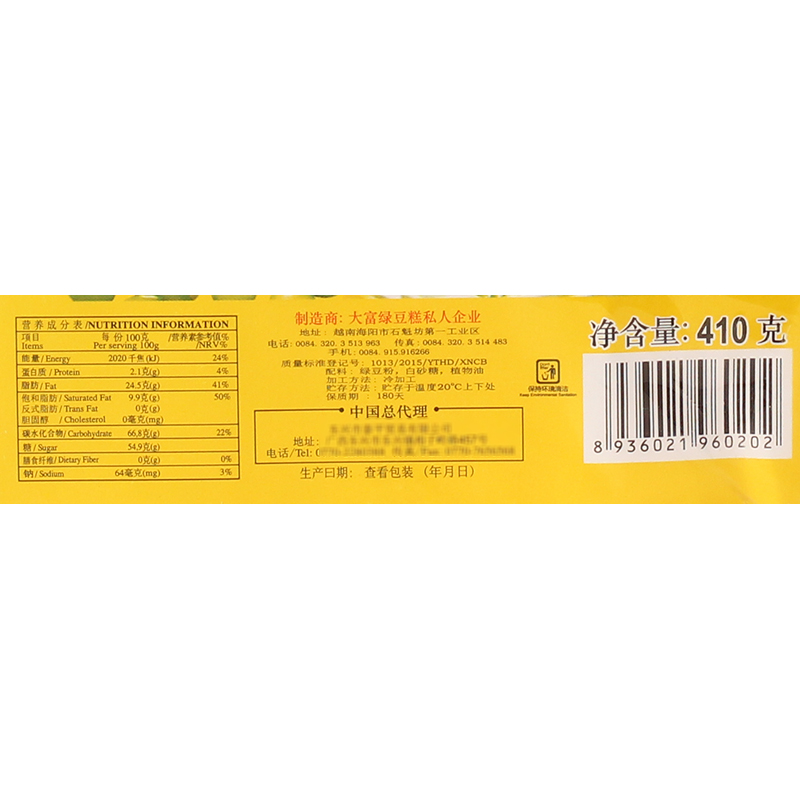 营养成分表/NUTRITION INFORMATION
项目 每份100克 /营养素参考值%
Items Per serving 100g /NRV%
能量/Energy 2020千焦(kJ) 24%
蛋白质/Protein 2.1克(g) 4%
脂肪/Fat 24.5克(g) 41%
饱和脂肪/Saturated Fat 9.9克(g) 50%
反式脂肪/Trans Fat 0克(g)
胆固醇/Cholesterol 0毫克(mg)
碳水化合物/Carbohydrate 66.8克(g) 22%
糖/Sugar 54.9克(g)
膳食纤维/Dietary Fiber 0克(g) 0%
钠/Sodium 64毫克(mg) 3%
制造商: 大富绿豆糕私人企业
地址: 越南海阳市石魁坊第一工业区
电话: 0084. 320. 3 513 963 传真: 0084. 320. 3 514 483
手机: 0084. 915.916266
质量标准登记号: 1013/2015/YTHD/XNCB
配料: 绿豆粉, 白砂糖, 植物油
加工方法: 冷加工
贮存方法: 贮存于温度20°C上下处
保质期: 180天
中国总代理
地址:
电话/Tel:
生产曰期: 查看包装 (年月日)
保持环境清洁
Keep Environmental Sanitation
净含量: 410 克
8 936021 960202